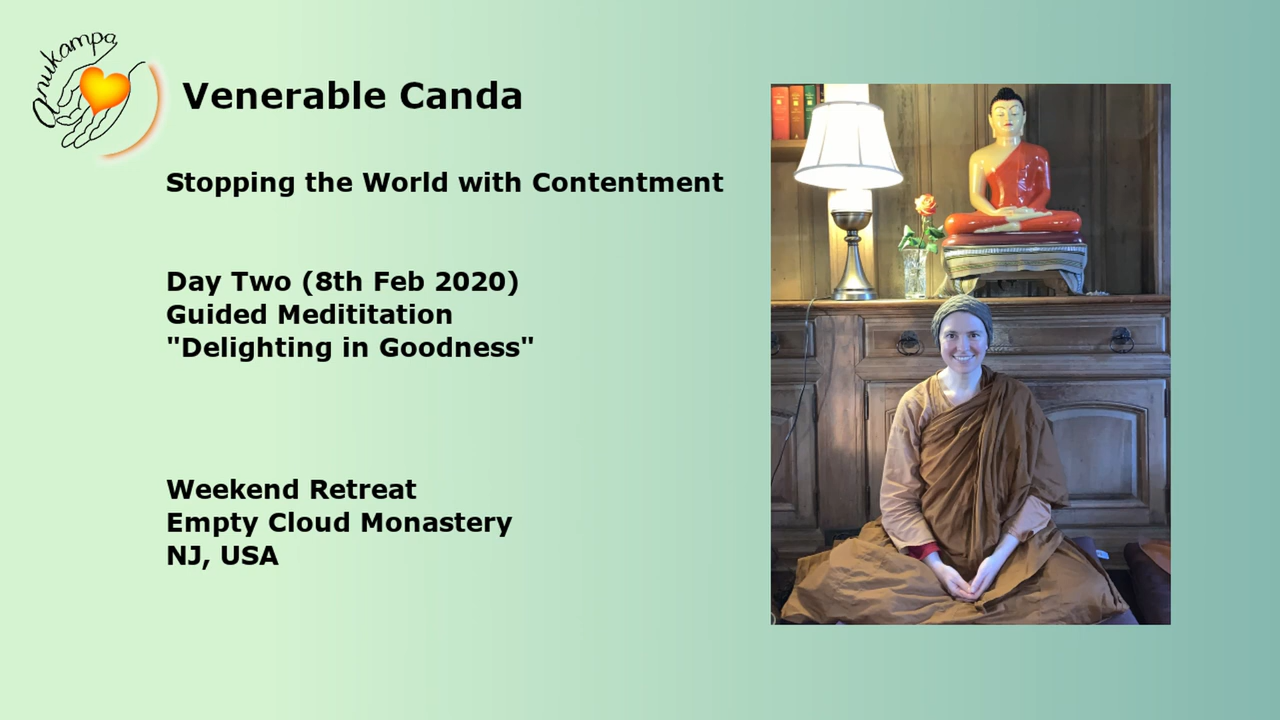 Anukampa
Venerable Canda
Stopping the World with Contentment
Day Two (8th Feb 2020)
Guided Medititation
"Delighting in Goodness"
Weekend Retreat
Empty Cloud Monastery
NJ, USA